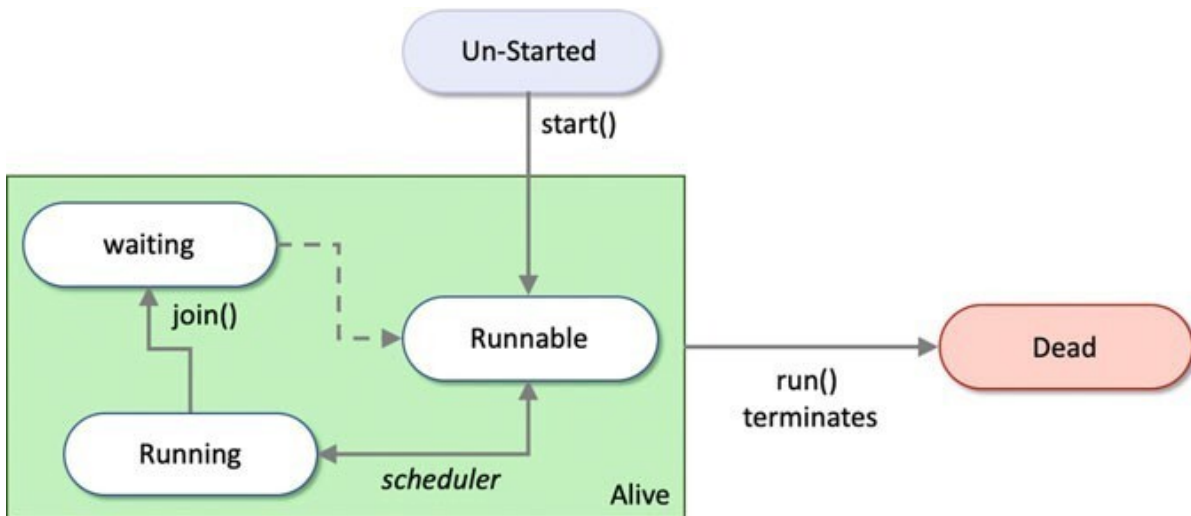 Un-Started
start()
waiting
join()
Runnable
Running
scheduler
Alive
run()
terminates
Dead